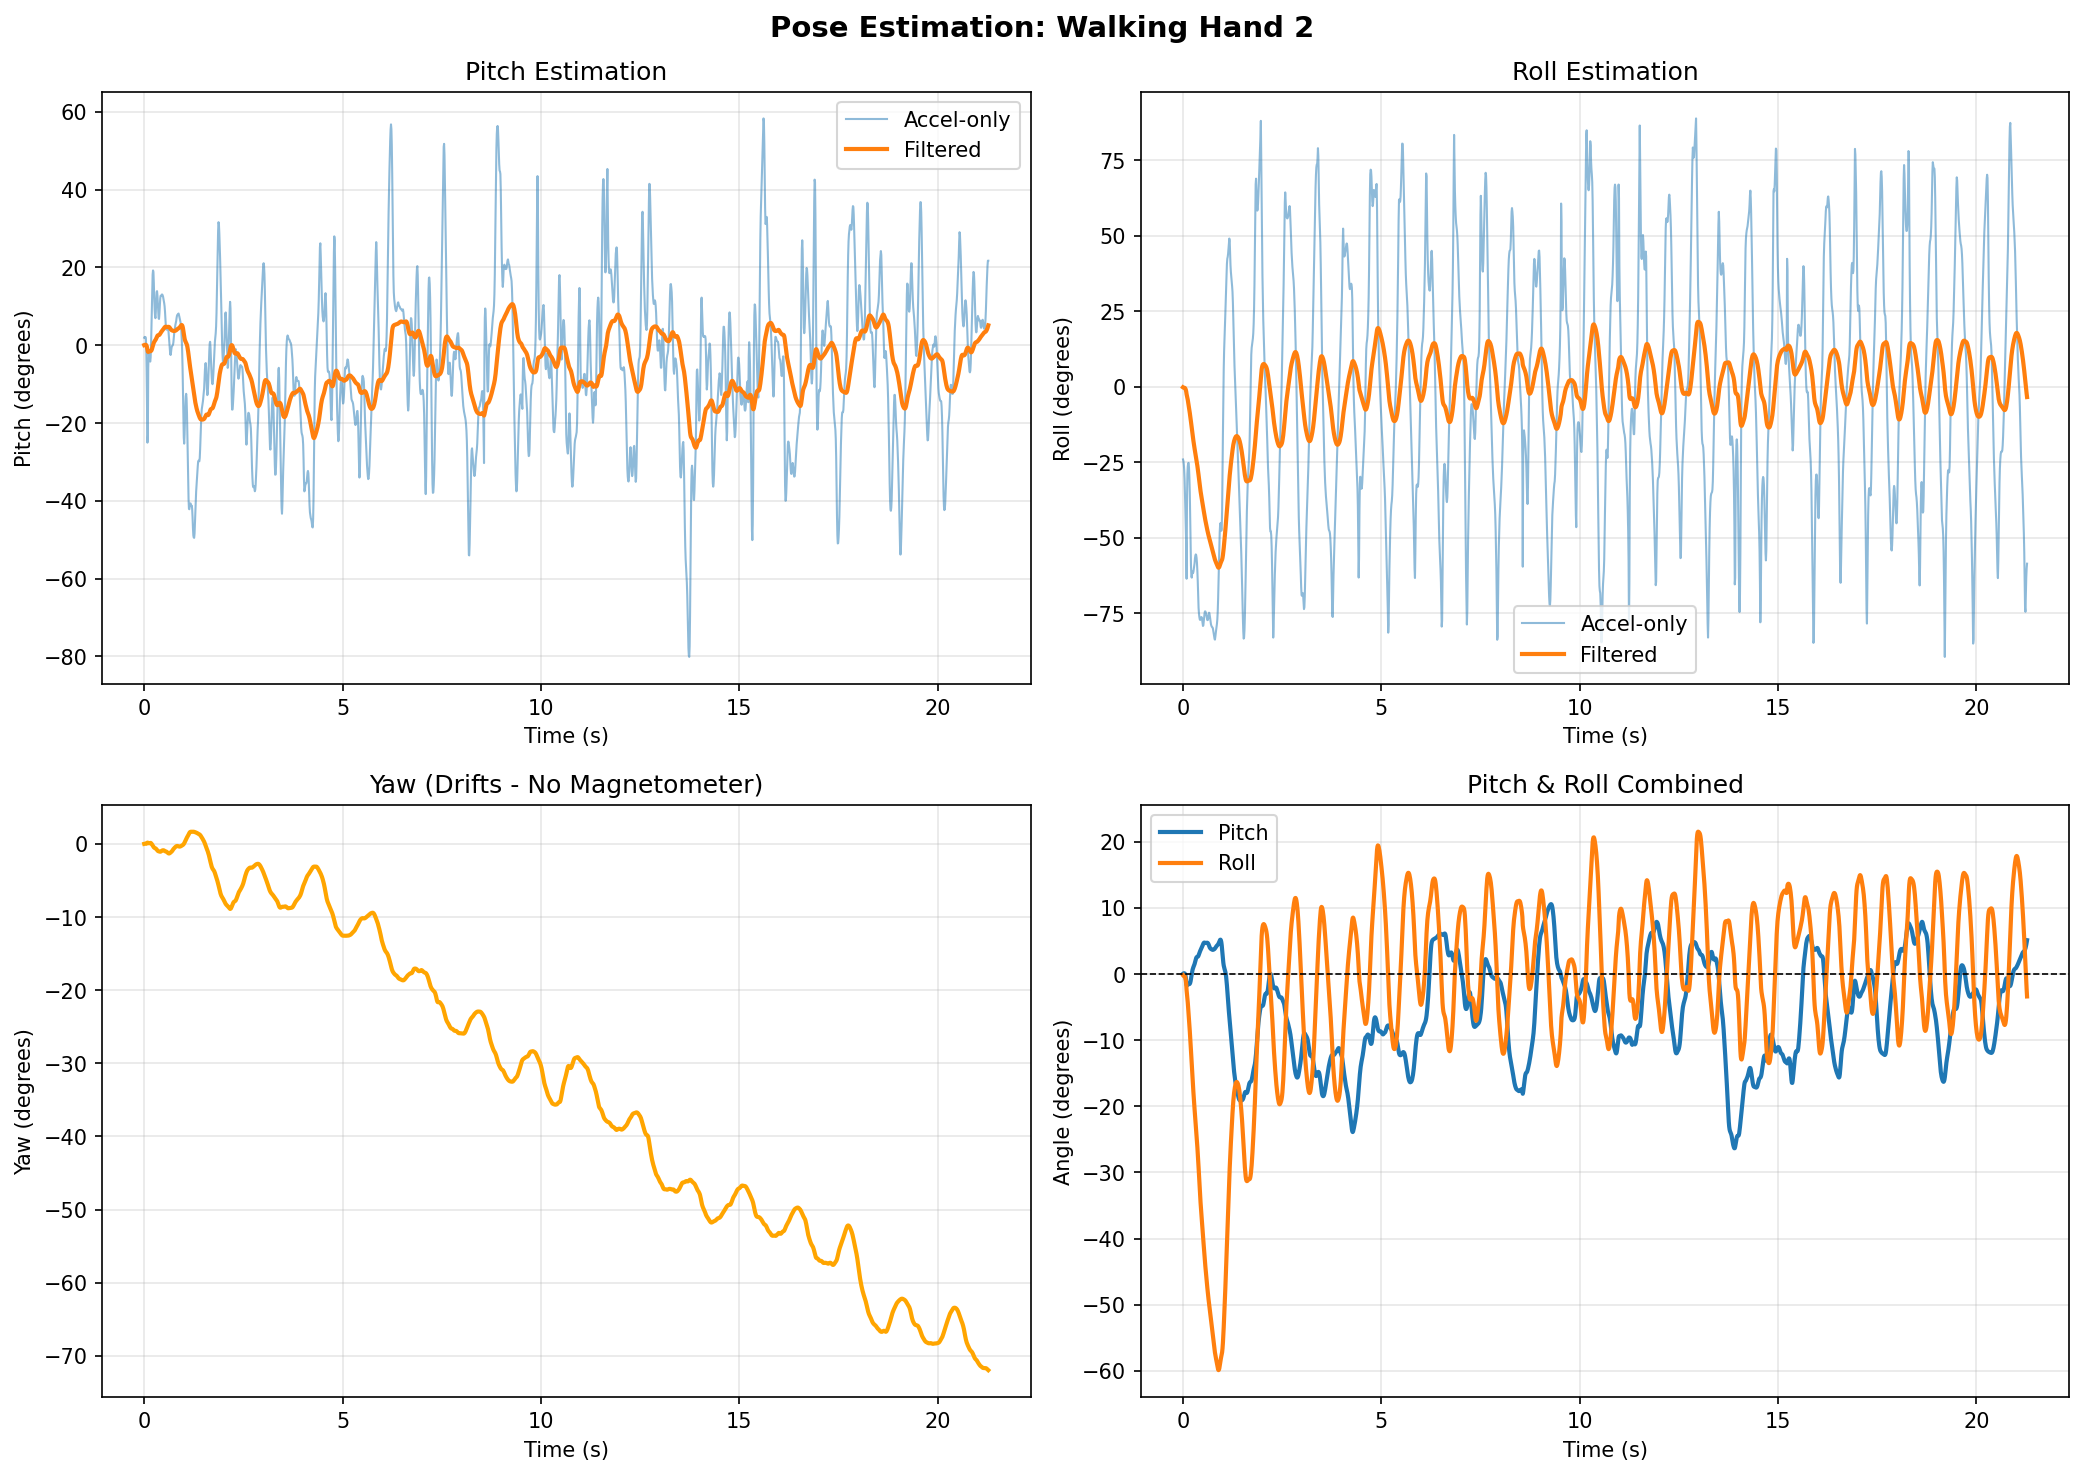 Pose Estimation: Walking Hand 2
Pitch Estimation
60
40
20
0
−20
−40
−60
−80
Pitch (degrees)
Accel-only
Filtered
0 5 10 15 20
Time (s)
Roll Estimation
75
50
25
0
−25
−50
−75
Roll (degrees)
Accel-only
Filtered
0 5 10 15 20
Time (s)
Yaw (Drifts - No Magnetometer)
0
−10
−20
−30
−40
−50
−60
−70
Yaw (degrees)
0 5 10 15 20
Time (s)
Pitch & Roll Combined
20
10
0
−10
−20
−30
−40
−50
−60
Angle (degrees)
Pitch
Roll
0 5 10 15 20
Time (s)